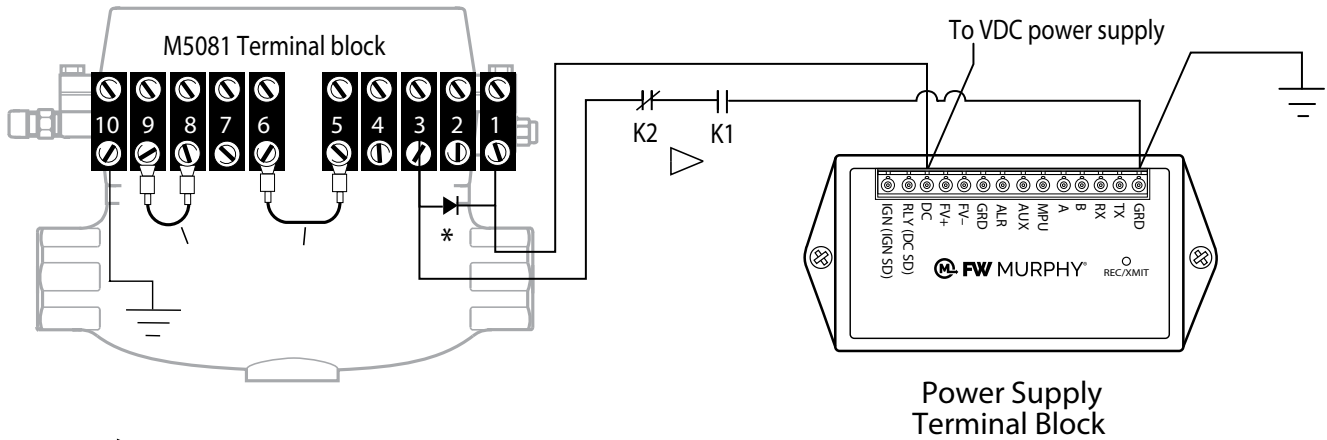 To VDC power supply
M5081 Terminal block
10 9 8 7 6 5 4 3 2 1
K2 K1
*
IGN (IGN SD)
RLY (DC SD)
DC
FV+
FV–
GRD
ALR
AUX
MPU
A
B
RX
TX
GRD
M FW MURPHY®
REC/XMIT
Power Supply
Terminal Block